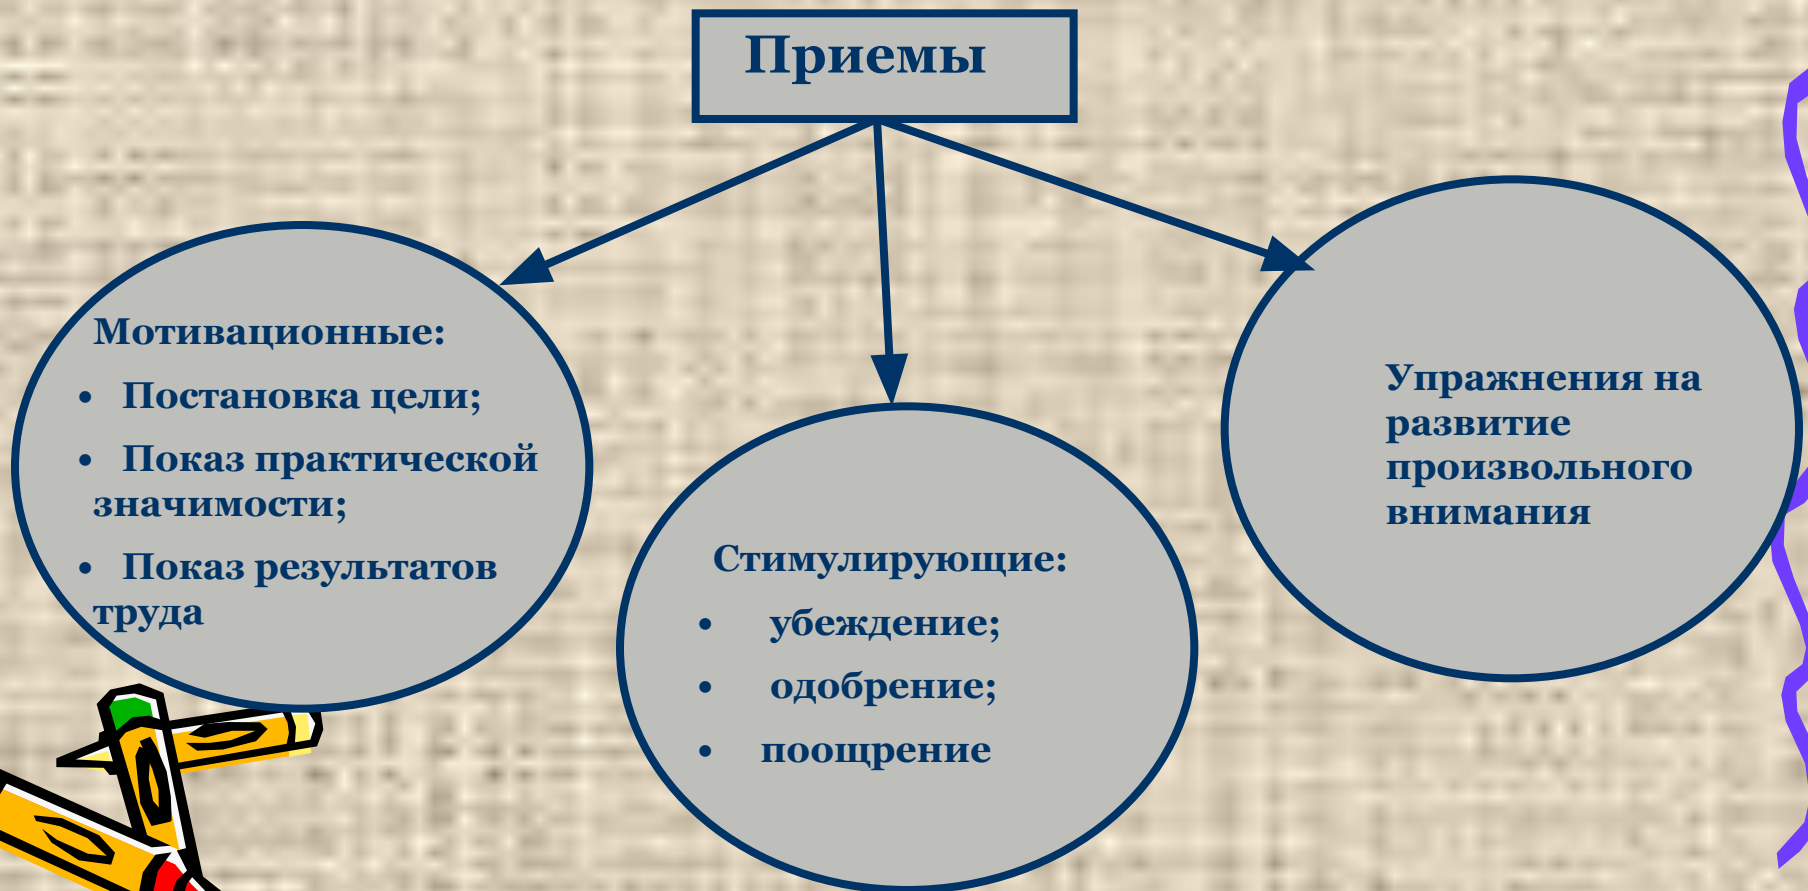 Приемы
Мотивационные:
• Постановка цели;
• Показ практической
значимости;
• Показ результатов
труда
Стимулирующие:
• убеждение;
• одобрение;
• поощрение
Упражнения на
развитие
произвольного
внимания